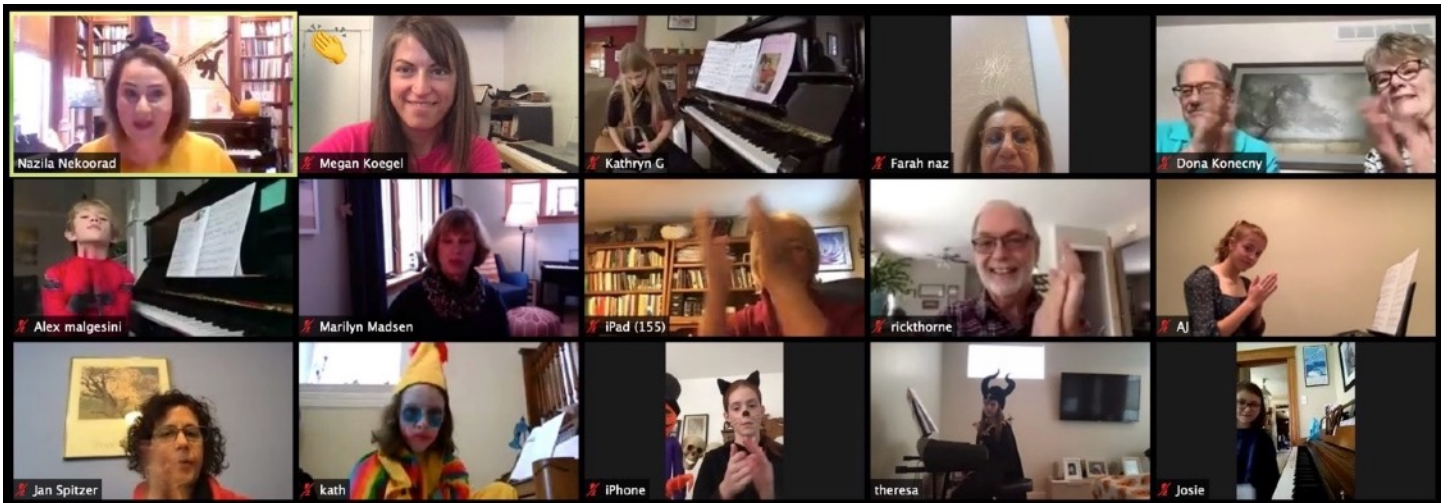 Nazila Nekoorad
Megan Koegel
Kathryn G
Farah naz
Dona Konecny
Alex malgesini
Marilyn Madsen
iPad (155)
rickthorne
AJ
Jan Spitzer
kath
iPhone
theresa
Josie